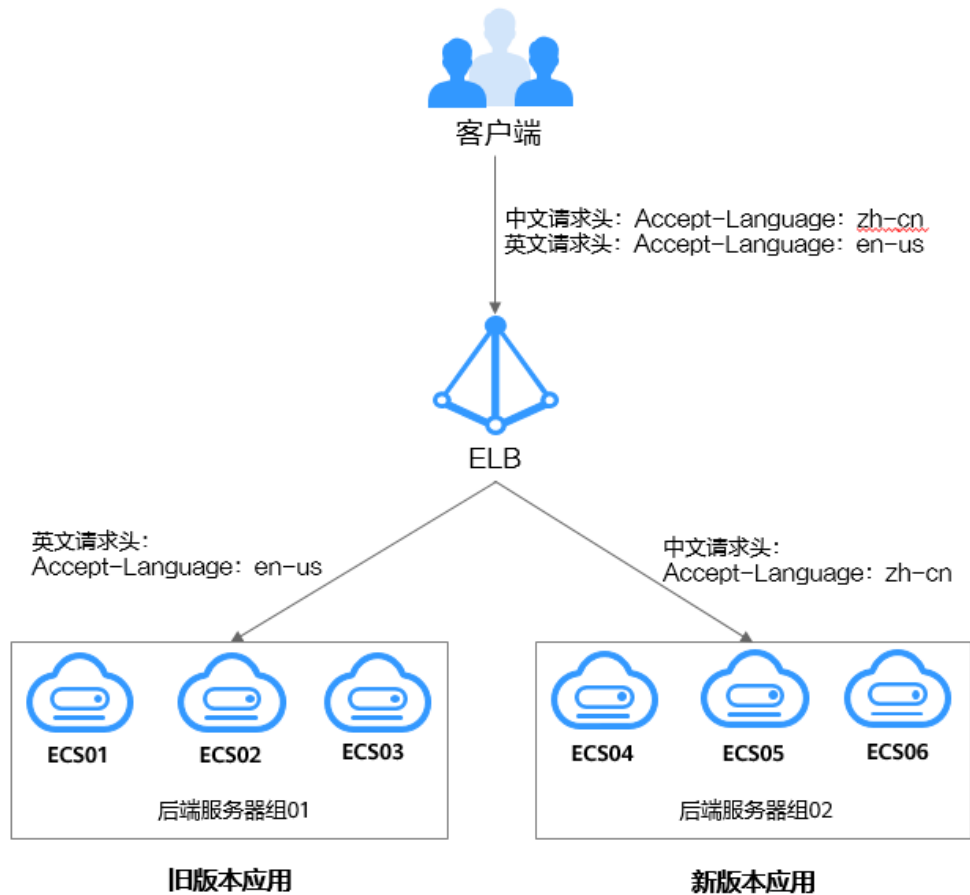 客户端
中文请求头：Accept-Language：zh-cn
英文请求头：Accept-Language：en-us
ELB
英文请求头：
Accept-Language：en-us
中文请求头：
Accept-Language：zh-cn
ECS01
ECS02
ECS03
后端服务器组01
旧版本应用
ECS04
ECS05
ECS06
后端服务器组02
新版本应用